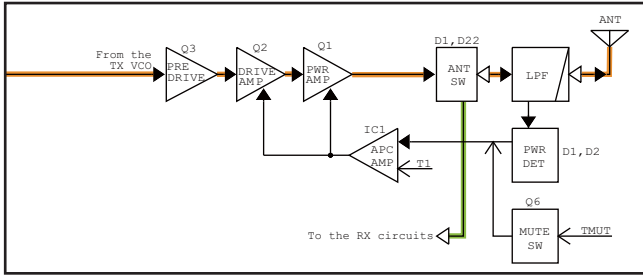 ANT
Q3
Q2
Q1
D1,D22
From the
TX VCO
PRE
DRIVE
DRIVE
AMP
PWR
AMP
ANT
SW
LPF
IC1
APC
AMP
T1
PWR
DET
D1,D2
Q6
To the RX circuits
MUTE
SW
TMUT